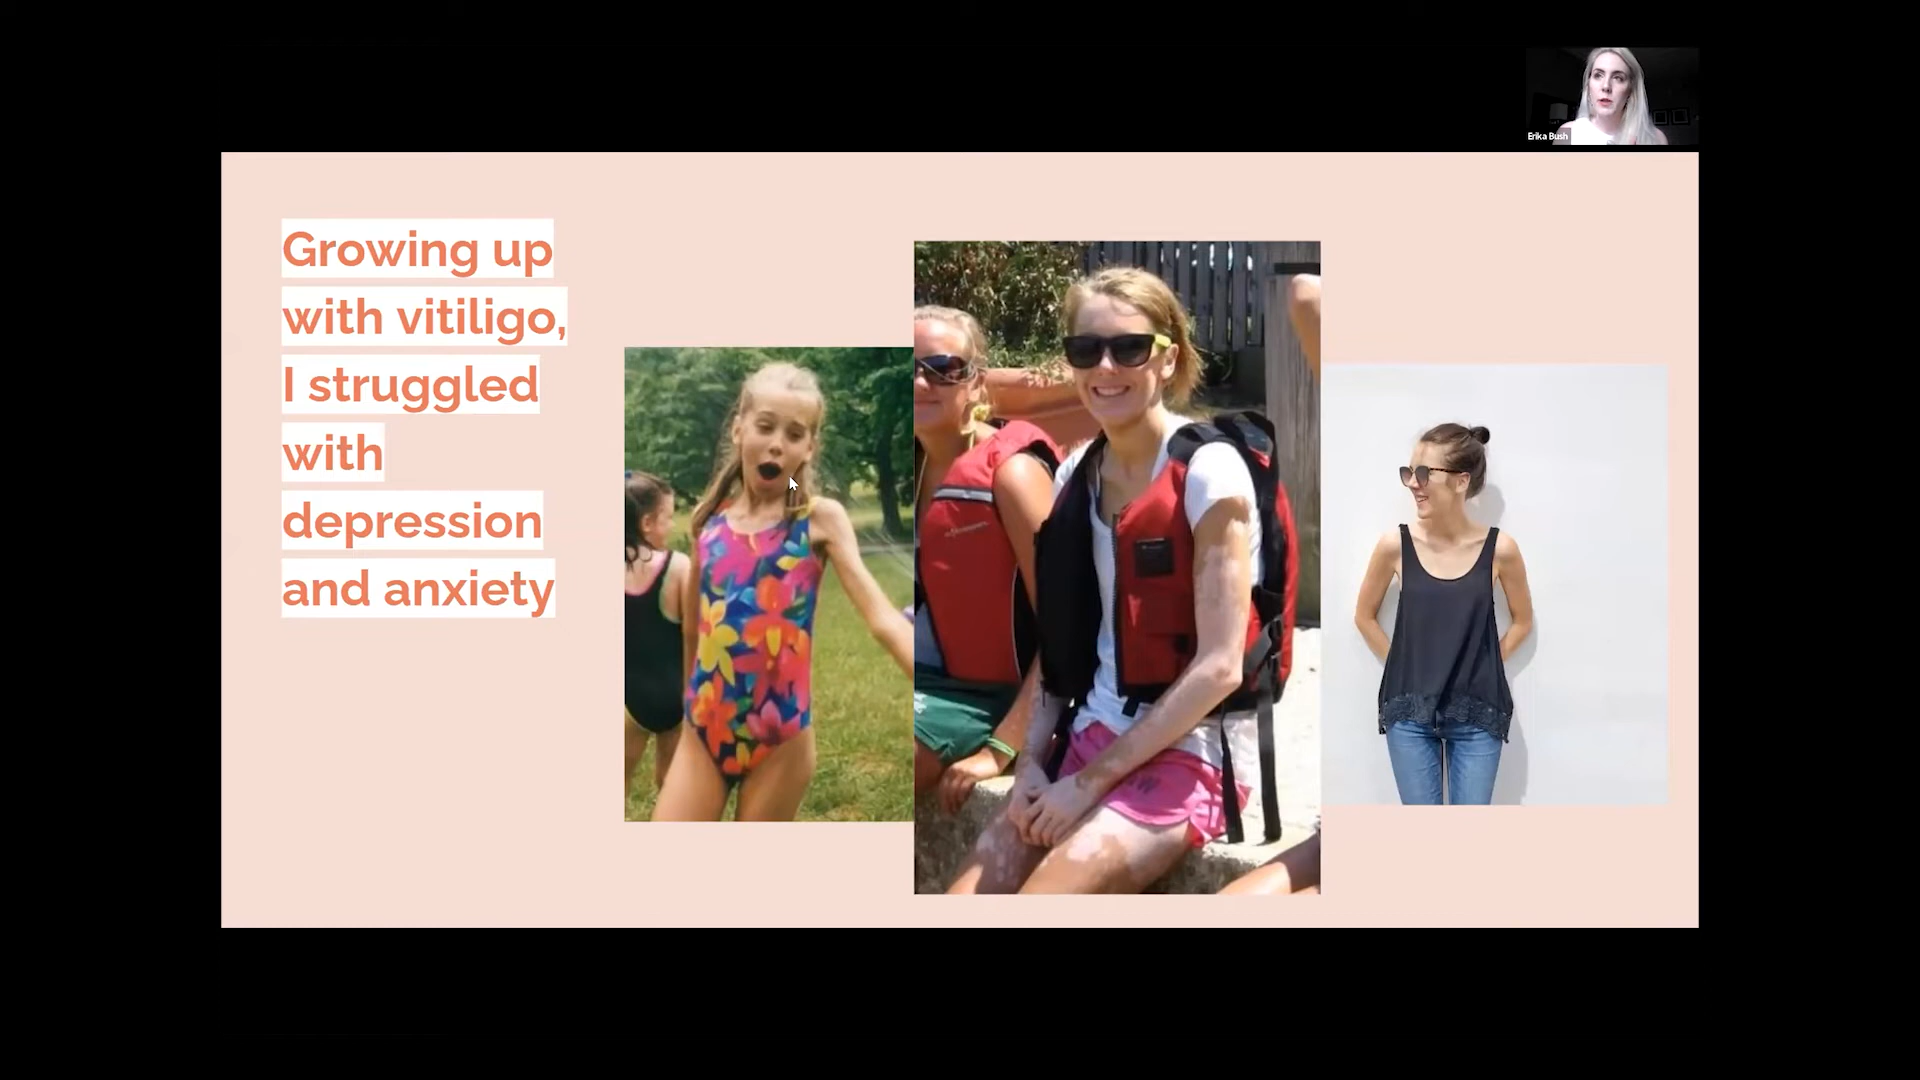 Erika Bush
Growing up
with vitiligo,
I struggled
with
depression
and anxiety